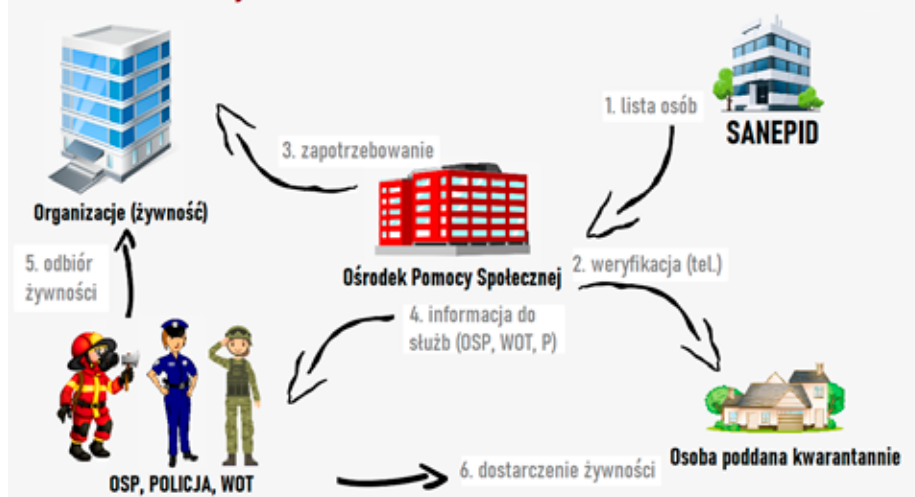 1. lista osób
SANEPID
3. zapotrzebowanie
Organizacje (żywność)
Ośrodek Pomocy Społecznej
2. weryfikacja (tel.)
5. odbiór
żywności
4. informacja do
służb (OSP, WOT, P)
OSP, POLICJA, WOT
6. dostarczenie żywności
Osoba poddana kwarantannie